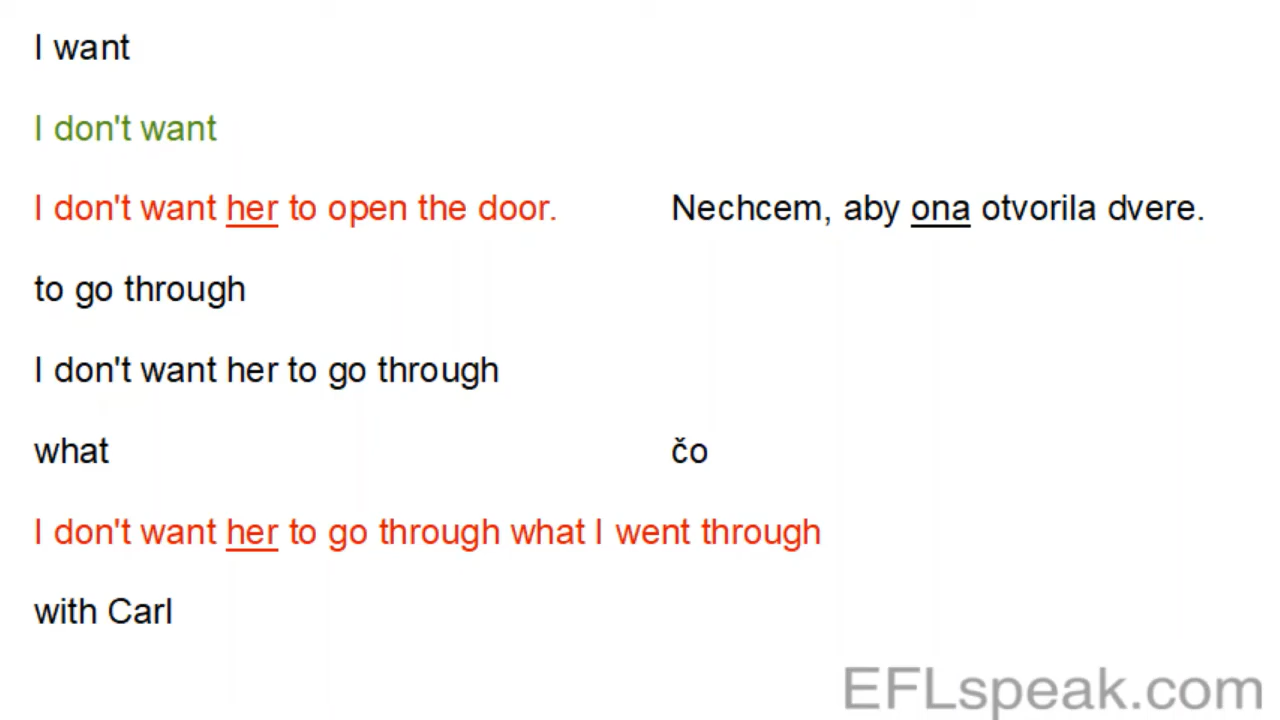 I want
I don't want
I don't want her to open the door. Nechcem, aby ona otvorila dvere.
to go through
I don't want her to go through
what čo
I don't want her to go through what I went through
with Carl
EFLspeak.com